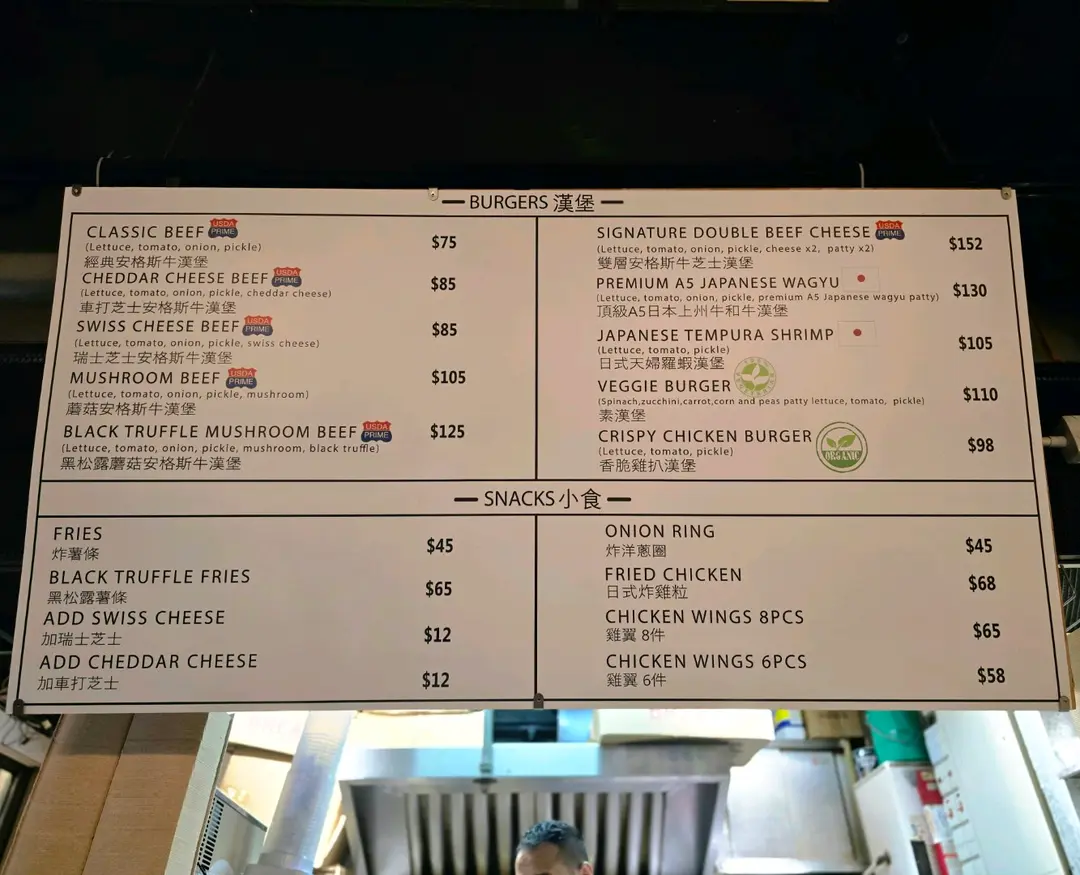 BURGERS 漢堡
CLASSIC BEEF USDA PRIME
(Lettuce, tomato, onion, pickle)
$75
經典安格斯牛漢堡
CHEDDAR CHEESE BEEF USDA PRIME
(Lettuce, tomato, onion, pickle, cheddar cheese)
$85
車打芝士安格斯牛漢堡
SWISS CHEESE BEEF USDA PRIME
(Lettuce, tomato, onion, pickle, swiss cheese)
$85
瑞士芝士安格斯牛漢堡
MUSHROOM BEEF USDA PRIME
(Lettuce, tomato, onion, pickle, mushroom)
$105
蘑菇安格斯牛漢堡
BLACK TRUFFLE MUSHROOM BEEF USDA PRIME
(Lettuce, tomato, onion, pickle, mushroom, black truffle)
$125
黑松露蘑菇安格斯牛漢堡
SIGNATURE DOUBLE BEEF CHEESE USDA PRIME
(Lettuce, tomato, onion, pickle, cheese x2, patty x2)
$152
雙層安格斯牛芝士漢堡
PREMIUM A5 JAPANESE WAGYU
(Lettuce, tomato, onion, pickle, premium A5 Japanese wagyu patty)
$130
頂級A5日本上州牛和牛漢堡
JAPANESE TEMPURA SHRIMP
(Lettuce, tomato, pickle)
$105
日式天婦羅蝦漢堡
VEGGIE BURGER
(Spinach,zucchini,carrot,corn and peas patty lettuce, tomato, pickle)
$110
素漢堡
CRISPY CHICKEN BURGER ORGANIC
(Lettuce, tomato, pickle)
$98
香脆雞扒漢堡
SNACKS 小食
FRIES
炸薯條
$45
BLACK TRUFFLE FRIES
黑松露薯條
$65
ADD SWISS CHEESE
加瑞士芝士
$12
ADD CHEDDAR CHEESE
加車打芝士
$12
ONION RING
炸洋蔥圈
$45
FRIED CHICKEN
日式炸雞粒
$68
CHICKEN WINGS 8PCS
雞翼 8件
$65
CHICKEN WINGS 6PCS
雞翼 6件
$58